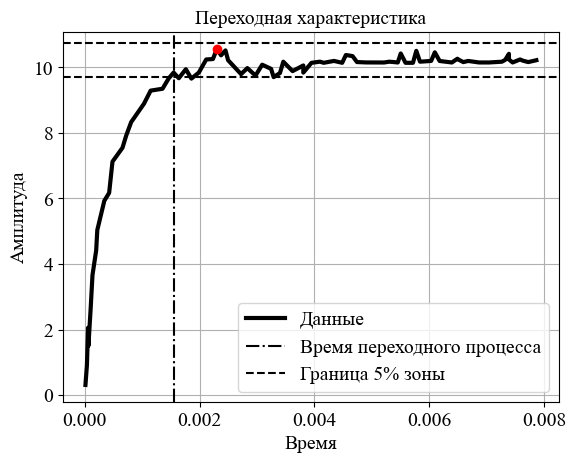 Переходная характеристика
Амплитуда
10
8
6
4
2
0
Данные
Время переходного процесса
Граница 5% зоны
0.000
0.002
0.004
0.006
0.008
Время